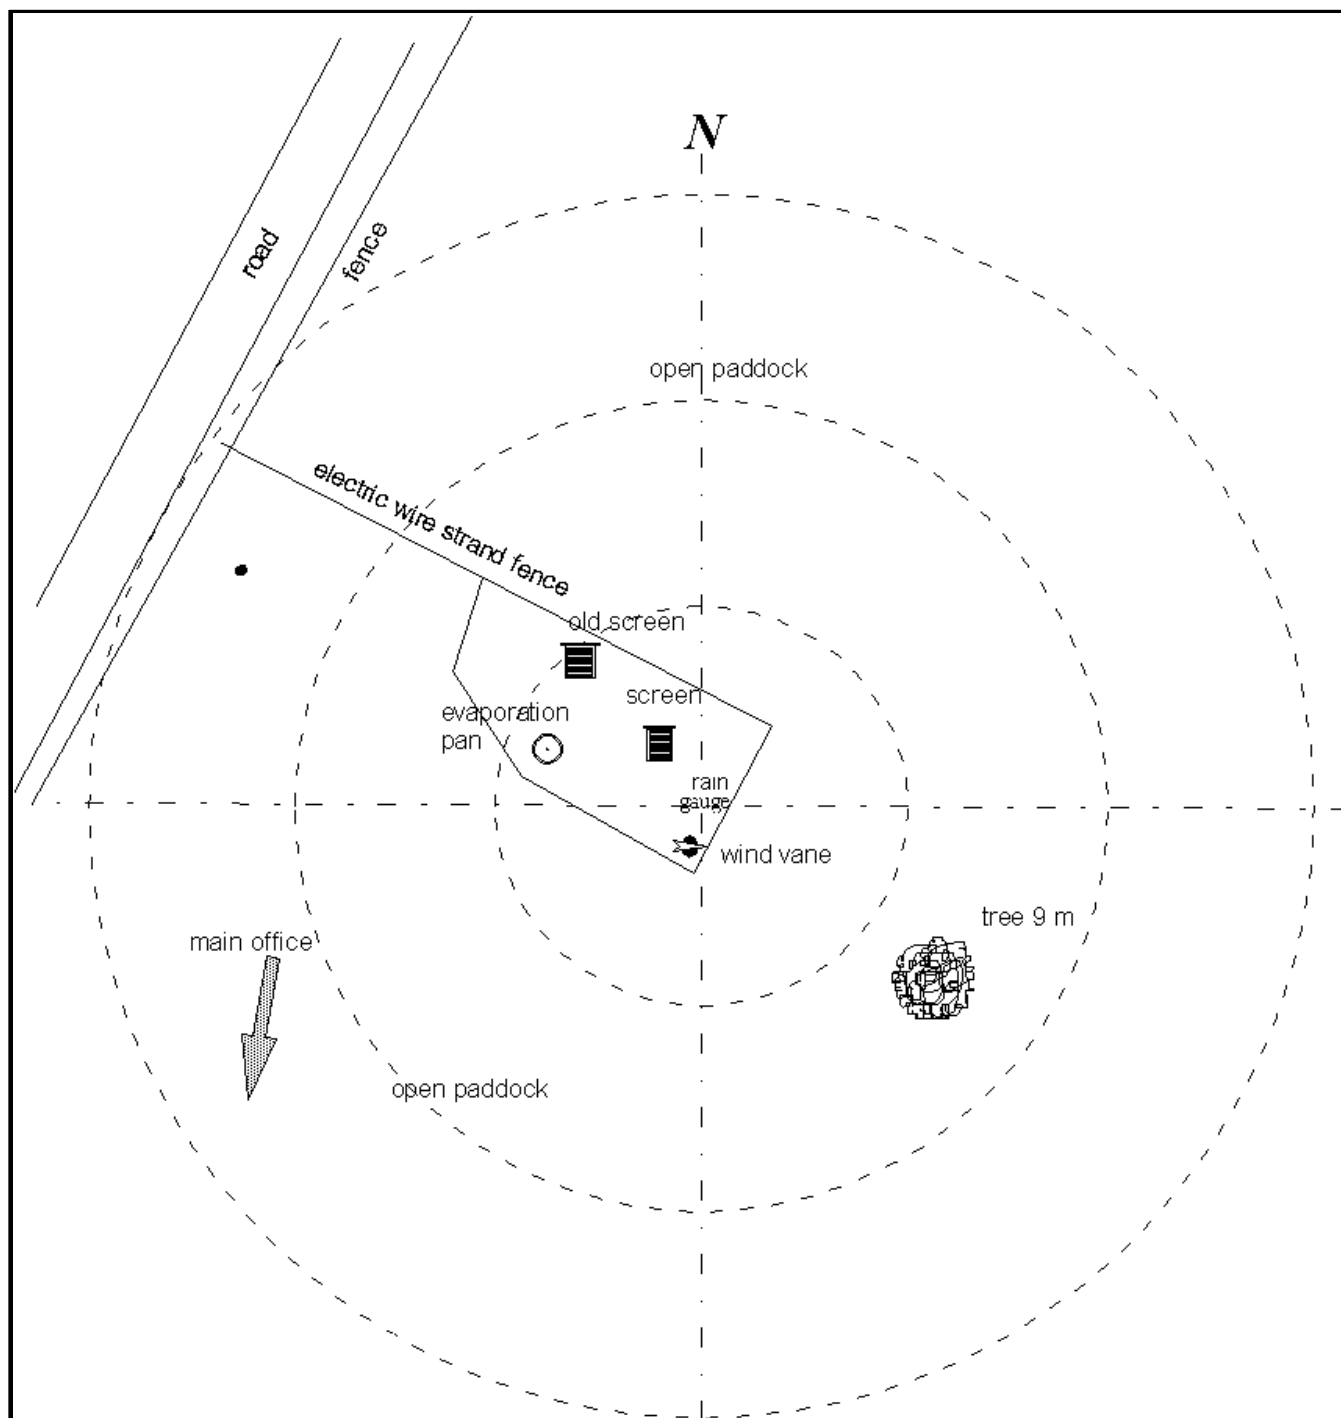 N
road
fence
open paddock
electric wire strand fence
old screen
screen
evaporation
pan
rain
gauge
wind vane
tree 9 m
main office
open paddock